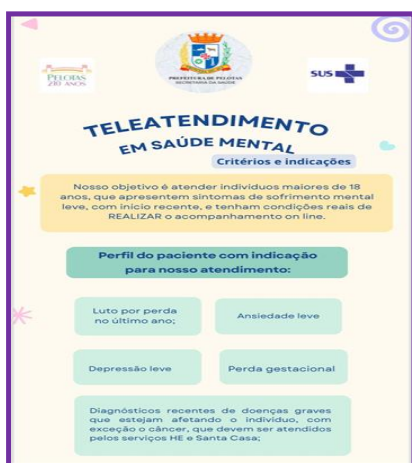 PELOTAS
210 ANOS
PREFEITURA DE PELOTAS
SECRETARIA DA SAÚDE
SUS
TELEATENDIMENTO
EM SAÚDE MENTAL
Critérios e indicações
Nosso objetivo é atender indivíduos maiores de 18
anos, que apresentem sintomas de sofrimento mental
leve, com início recente, e tenham condições reais de
REALIZAR o acompanhamento on line.
Perfil do paciente com indicação
para nosso atendimento:
Luto por perda
no último ano;
Ansiedade leve
Depressão leve
Perda gestacional
Diagnósticos recentes de doenças graves
que estejam afetando o indivíduo, com
exceção o câncer, que devem ser atendidos
pelos serviços HE e Santa Casa;